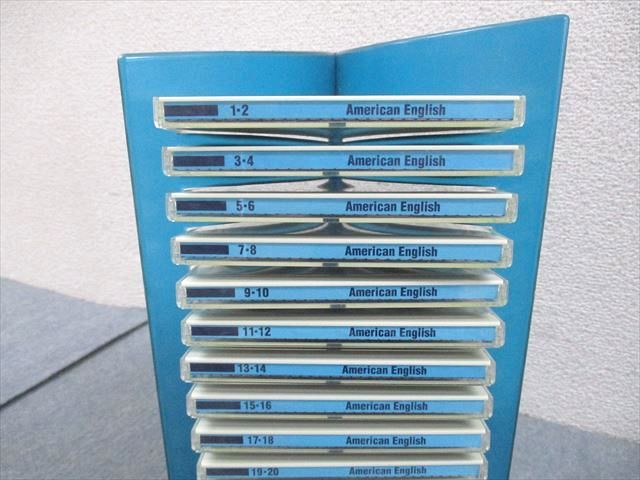 1·2 American English
3·4 American English
5·6 American English
7·8 American English
9·10 American English
11·12 American English
13·14 American English
15·16 American English
17·18 American English
19·20 American English